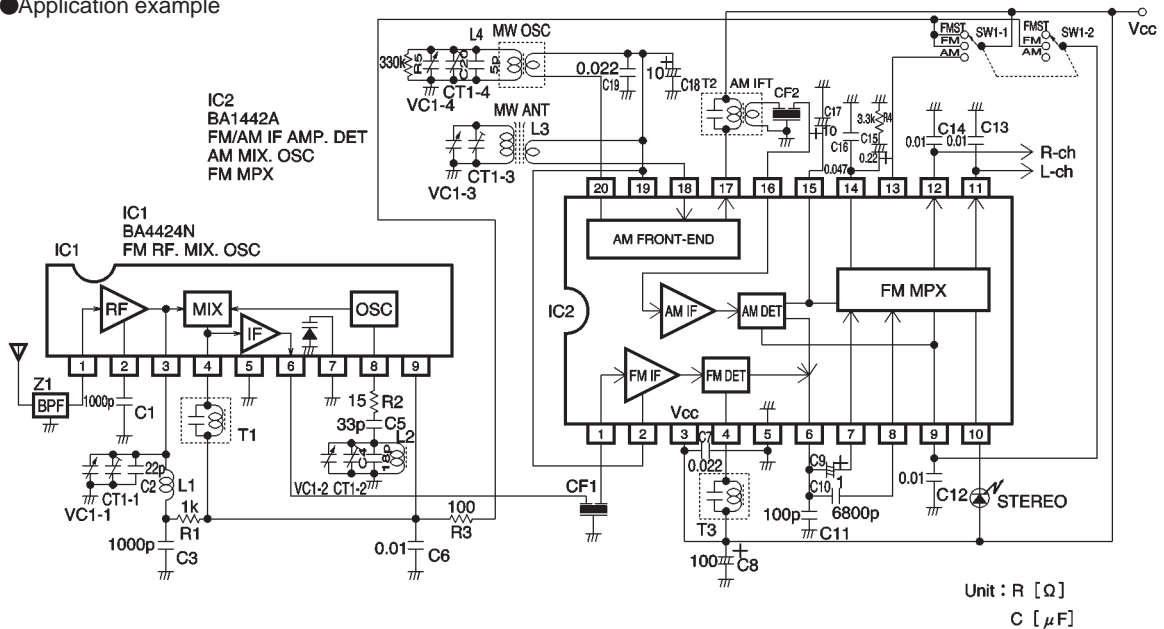 ●Application example
Vcc
FMST
FM
AM
SW1-1
FMST
FM
AM
SW1-2
MW OSC
L4
330k
R5
C20
5p
CT1-4
VC1-4
0.022
C19
10
+
C18
T2
AM IFT
CF2
C17
+
C16
0.047
3.3k
R4
C15
0.22
+
0.01
C14
0.01
C13
R-ch
L-ch
MW ANT
L3
CT1-3
VC1-3
IC2
BA1442A
FM/AM IF AMP. DET
AM MIX. OSC
FM MPX
20
19
18
17
16
15
14
13
12
11
AM FRONT-END
FM MPX
IC2
AM IF
AM DET
FM IF
FM DET
Vcc
1
2
3
4
5
6
7
8
9
10
IC1
BA4424N
FM RF. MIX. OSC
IC1
RF
MIX
IF
OSC
1
2
3
4
5
6
7
8
9
Z1
BPF
1000p
C1
T1
15
R2
33p
C5
L2
C4
18p
VC1-2
CT1-2
22p
C2
CT1-1
VC1-1
L1
1k
R1
1000p
C3
0.01
C6
100
R3
CF1
C7
0.022
T3
100
+
C8
C9
+
1
C10
6800p
100p
C11
0.01
C12
STEREO
Unit : R [Ω]
C [μF]